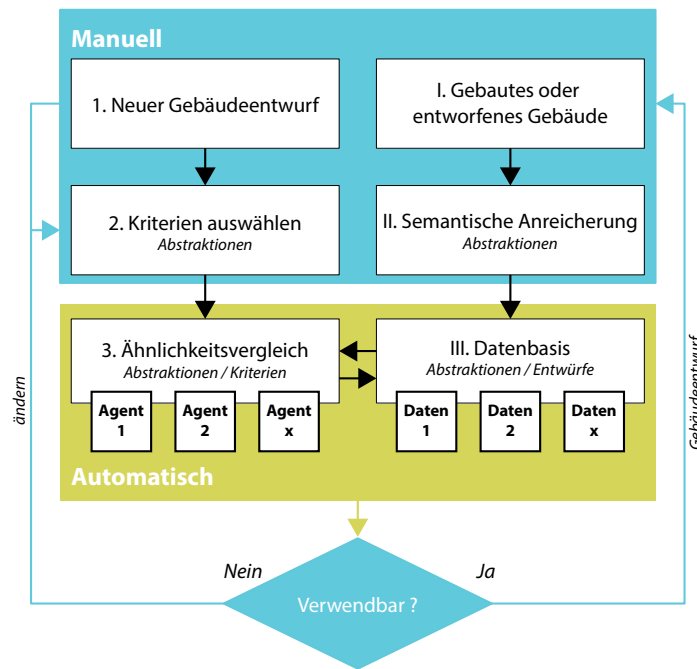 Manuell
1. Neuer Gebäudeentwurf
I. Gebautes oder
entworfenes Gebäude
2. Kriterien auswählen
Abstraktionen
II. Semantische Anreicherung
Abstraktionen
3. Ähnlichkeitsvergleich
Abstraktionen / Kriterien
III. Datenbasis
Abstraktionen / Entwürfe
Agent
1
Agent
2
Agent
x
Daten
1
Daten
2
Daten
x
Automatisch
ändern
Gebäudeentwurf
Nein
Ja
Verwendbar ?